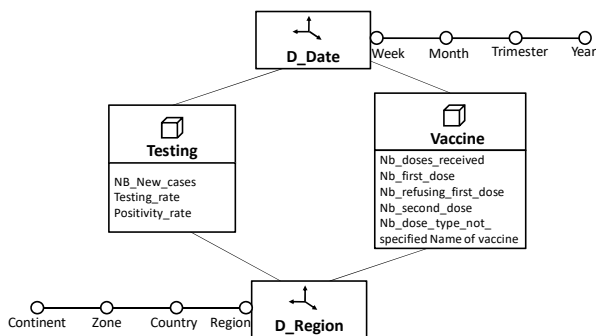 D_Date
Week Month Trimester Year
Testing
NB_New_cases
Testing_rate
Positivity_rate
Vaccine
Nb_doses_received
Nb_first_dose
Nb_refusing_first_dose
Nb_second_dose
Nb_dose_type_not_
specified Name of vaccine
Continent Zone Country Region
D_Region